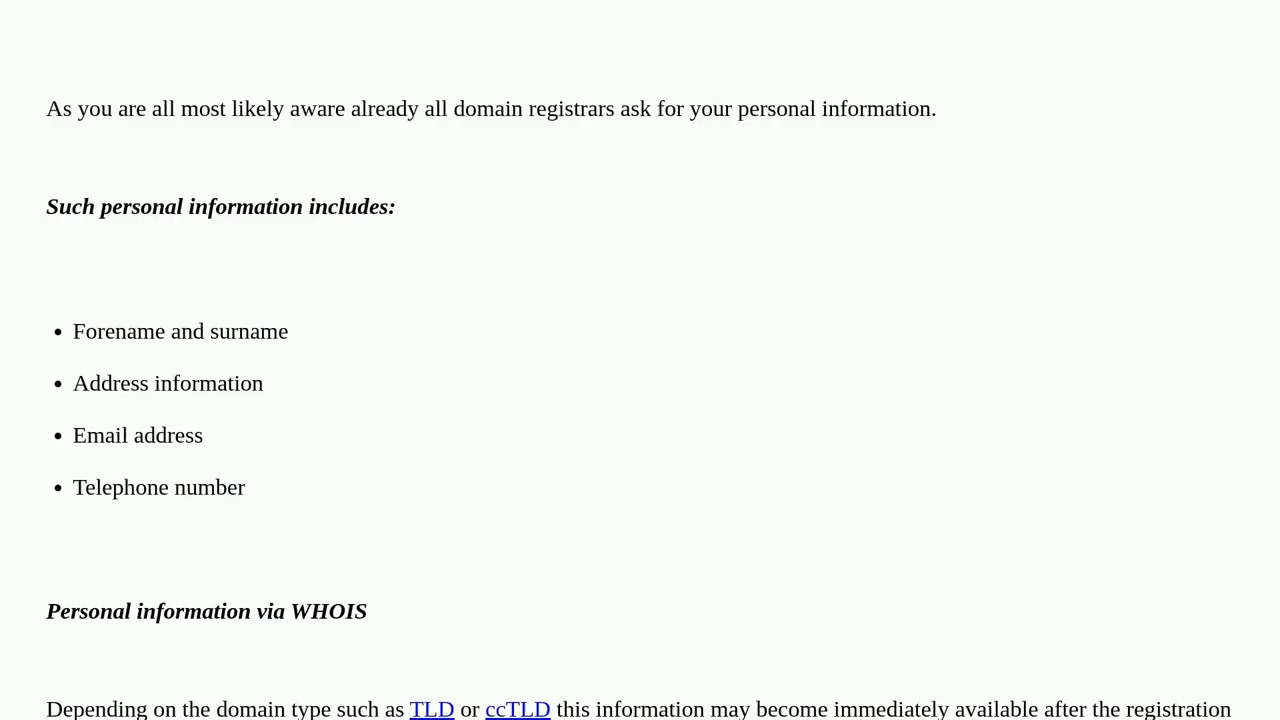 As you are all most likely aware already all domain registrars ask for your personal information.
Such personal information includes:
• Forename and surname
• Address information
• Email address
• Telephone number
Personal information via WHOIS
Depending on the domain type such as TLD or ccTLD this information may become immediately available after the registration